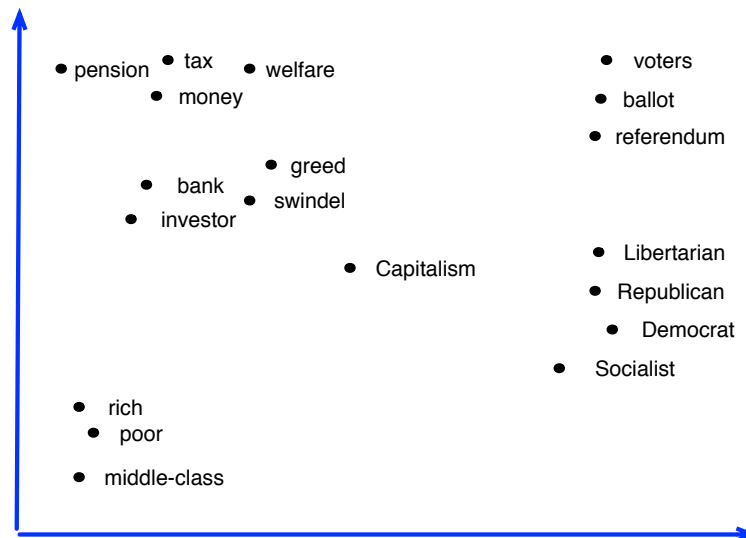 pension
tax
welfare
money
voters
ballot
referendum
greed
bank
swindel
investor
Capitalism
Libertarian
Republican
Democrat
Socialist
rich
poor
middle-class